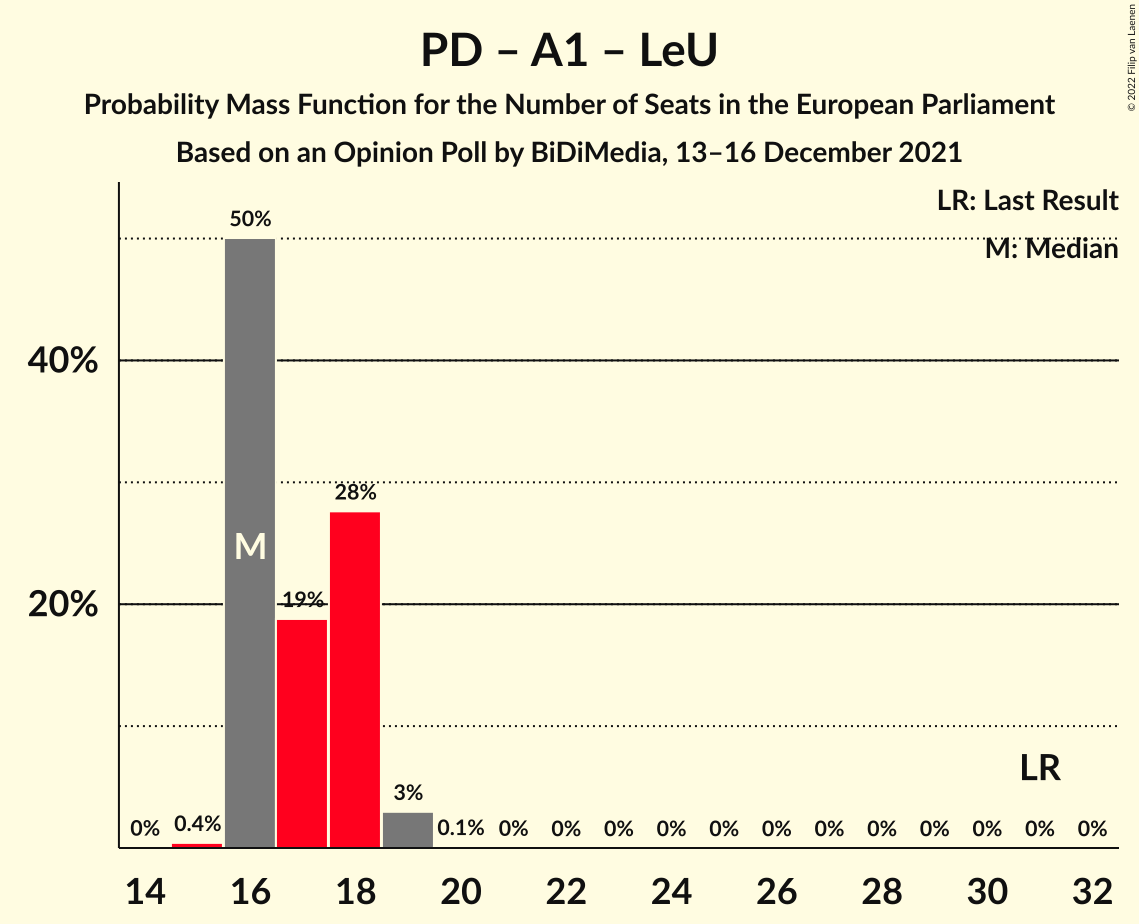 PD – A1 – LeU
Probability Mass Function for the Number of Seats in the European Parliament
Based on an Opinion Poll by BiDiMedia, 13–16 December 2021
© 2022 Filip van Laenen
LR: Last Result
M: Median
50%
40%
28%
M
20%
19%
LR
0% 0.4% 3% 0.1% 0% 0% 0% 0% 0% 0% 0% 0% 0% 0% 0% 0%
14 16 18 20 22 24 26 28 30 32